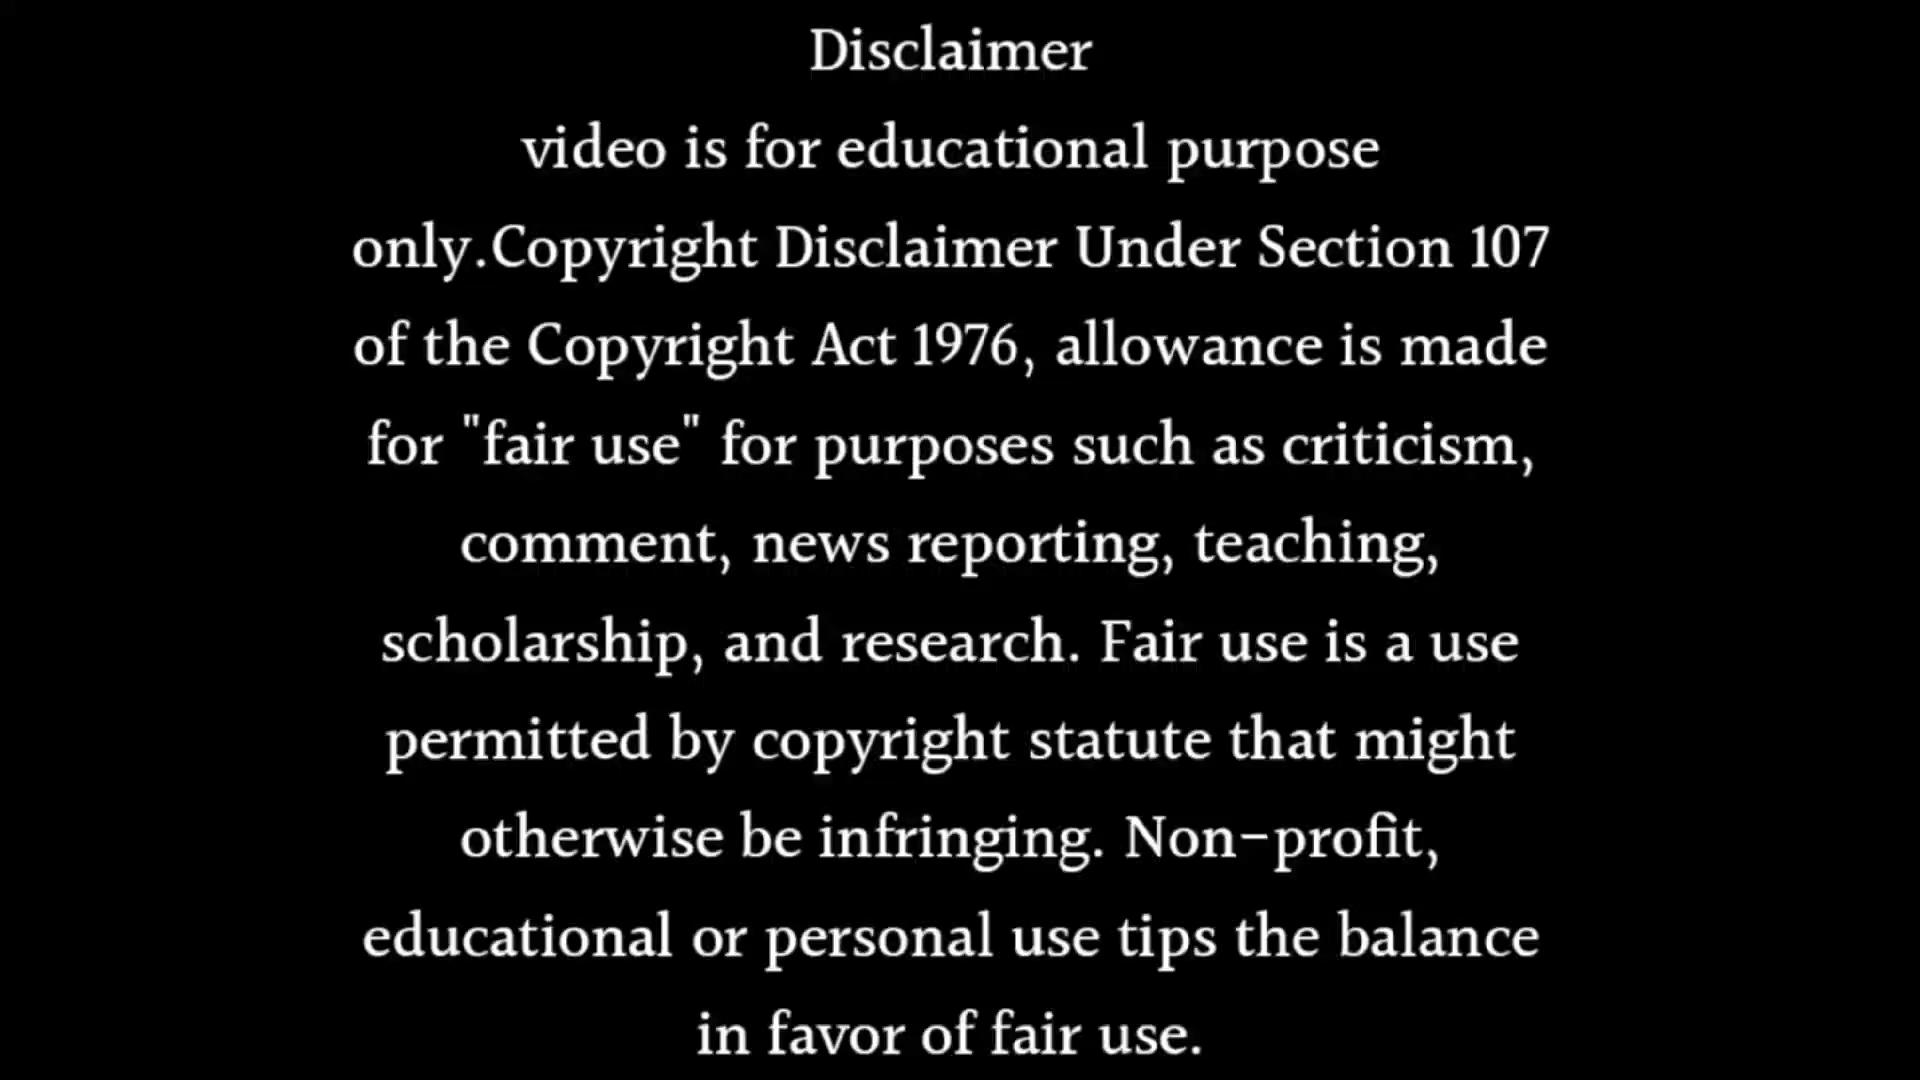 Disclaimer
video is for educational purpose
only.Copyright Disclaimer Under Section 107
of the Copyright Act 1976, allowance is made
for "fair use" for purposes such as criticism,
comment, news reporting, teaching,
scholarship, and research. Fair use is a use
permitted by copyright statute that might
otherwise be infringing. Non-profit,
educational or personal use tips the balance
in favor of fair use.